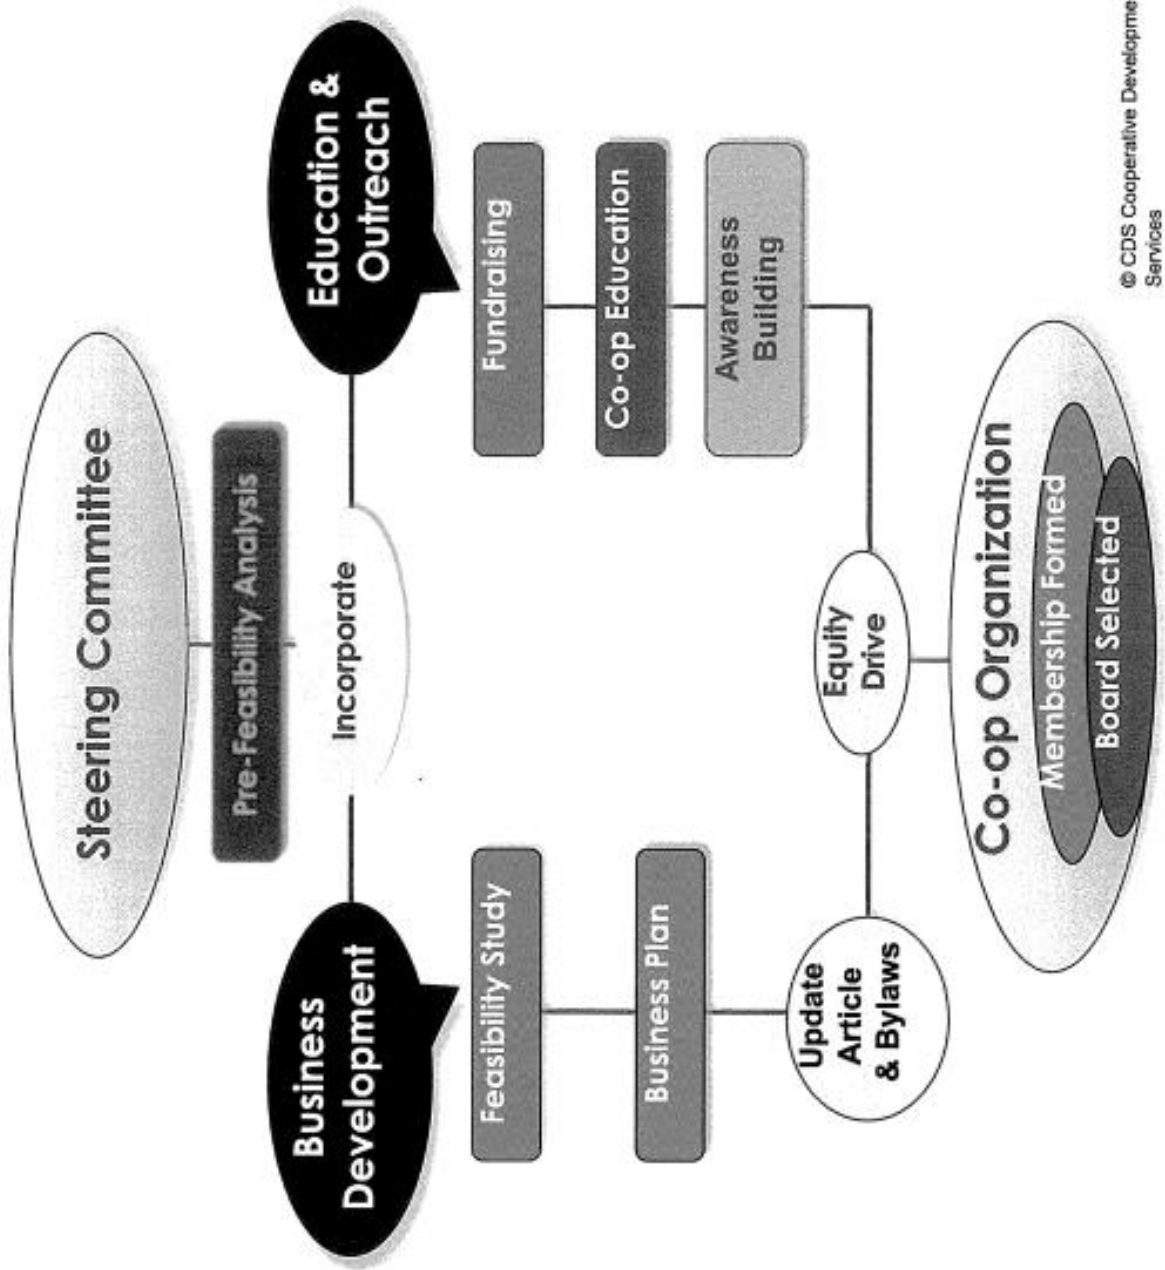 Steering Committee
Pre-Feasibility Analysis
Incorporate
Business
Development
Feasibility Study
Business Plan
Update
Article
& Bylaws
Education &
Outreach
Fundraising
Co-op Education
Awareness
Building
Equity
Drive
Co-op Organization
Membership Formed
Board Selected
© CDS Cooperative Developme
Services